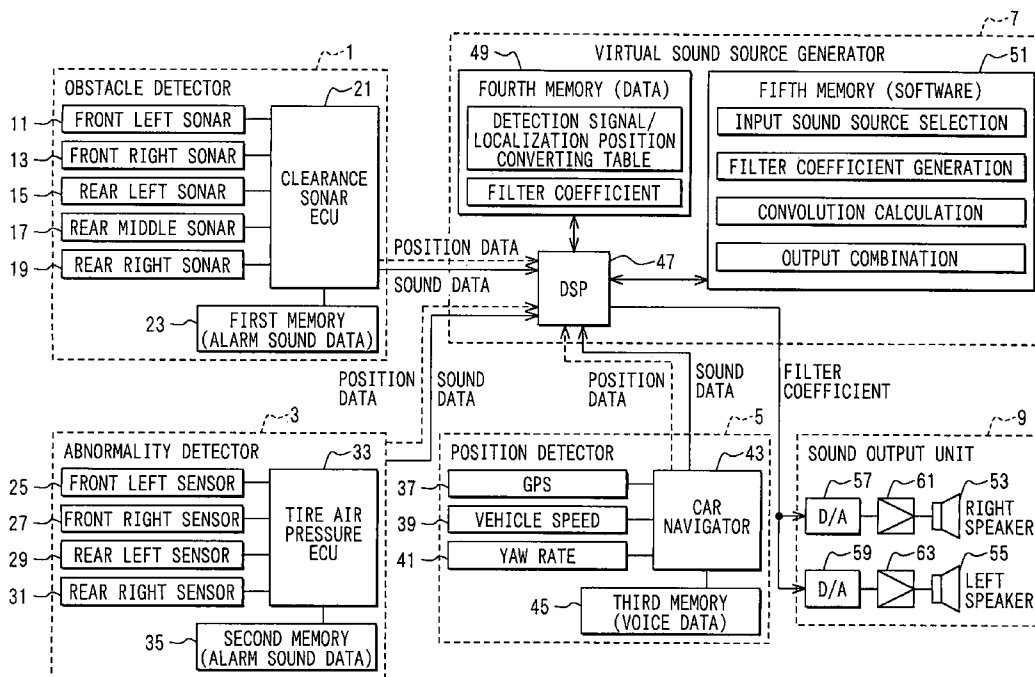 1
OBSTACLE DETECTOR
21
11
FRONT LEFT SONAR
13
FRONT RIGHT SONAR
15
REAR LEFT SONAR
17
REAR MIDDLE SONAR
19
REAR RIGHT SONAR
CLEARANCE
SONAR
ECU
23
FIRST MEMORY
(ALARM SOUND DATA)
POSITION DATA
SOUND DATA
7
VIRTUAL SOUND SOURCE GENERATOR
49
FOURTH MEMORY (DATA)
DETECTION SIGNAL/
LOCALIZATION POSITION
CONVERTING TABLE
FILTER COEFFICIENT
51
FIFTH MEMORY (SOFTWARE)
INPUT SOUND SOURCE SELECTION
FILTER COEFFICIENT GENERATION
CONVOLUTION CALCULATION
OUTPUT COMBINATION
47
DSP
POSITION
DATA
SOUND
DATA
POSITION
DATA
SOUND
DATA
FILTER
COEFFICIENT
3
ABNORMALITY DETECTOR
33
25
FRONT LEFT SENSOR
27
FRONT RIGHT SENSOR
29
REAR LEFT SENSOR
31
REAR RIGHT SENSOR
TIRE AIR
PRESSURE
ECU
35
SECOND MEMORY
(ALARM SOUND DATA)
5
POSITION DETECTOR
43
37
GPS
39
VEHICLE SPEED
41
YAW RATE
CAR
NAVIGATOR
45
THIRD MEMORY
(VOICE DATA)
9
SOUND OUTPUT UNIT
57
61
53
D/A
RIGHT
SPEAKER
59
63
55
D/A
LEFT
SPEAKER